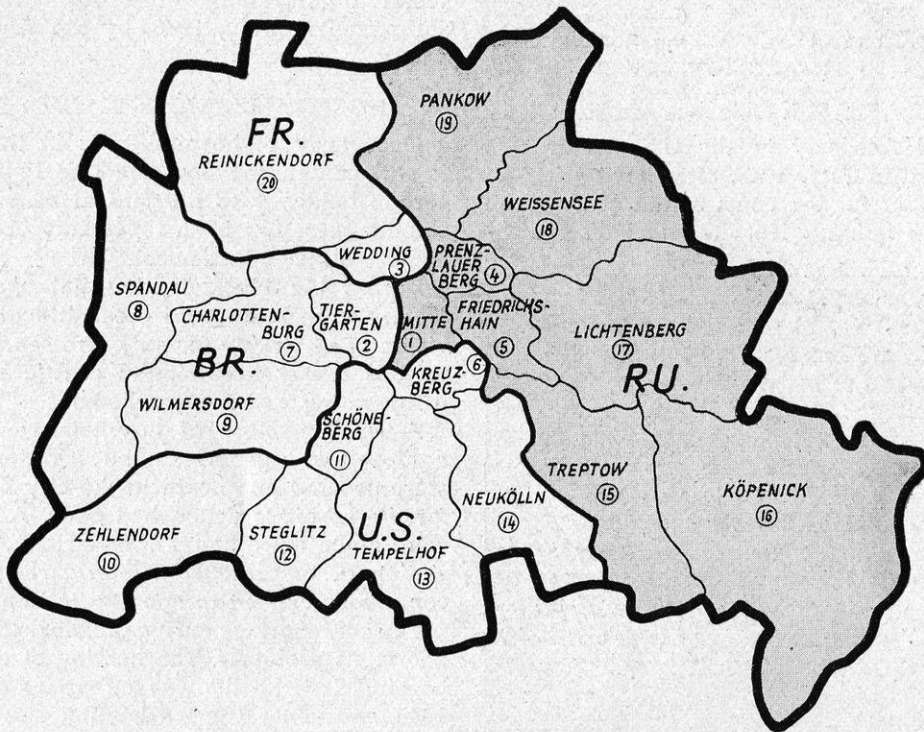 FR.
REINICKENDORF
20
PANKOW
19
WEISSENSEE
18
WEDDING
3
PRENZ-
LAUER
BERG
4
SPANDAU
8
CHARLOTTEN-
BURG
7
TIER-
GARTEN
2
MITTE
1
FRIEDRICHS-
HAIN
5
LICHTENBERG
17
BR.
RU.
KREUZ-
BERG
6
WILMERSDORF
9
SCHÖNE-
BERG
11
TREPTOW
15
KÖPENICK
16
NEUKÖLLN
14
ZEHLENDORF
10
STEGLITZ
12
U.S.
TEMPELHOF
13